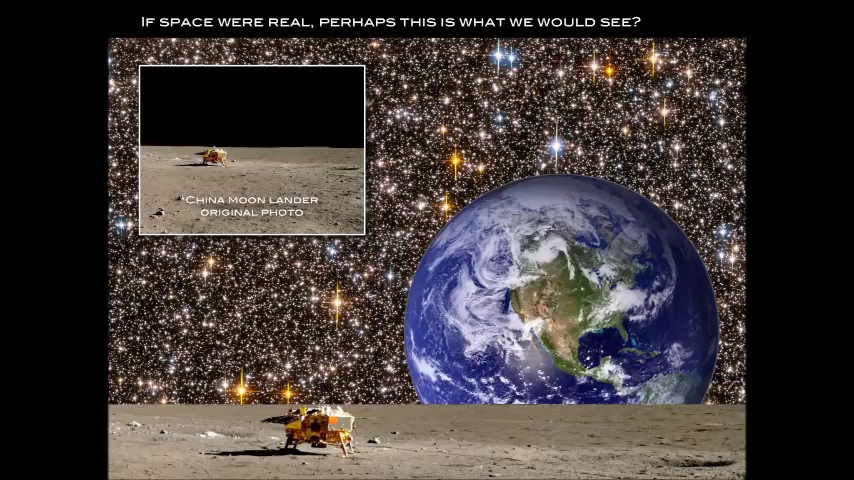 If space were real, perhaps this is what we would see?
*China moon lander
original photo